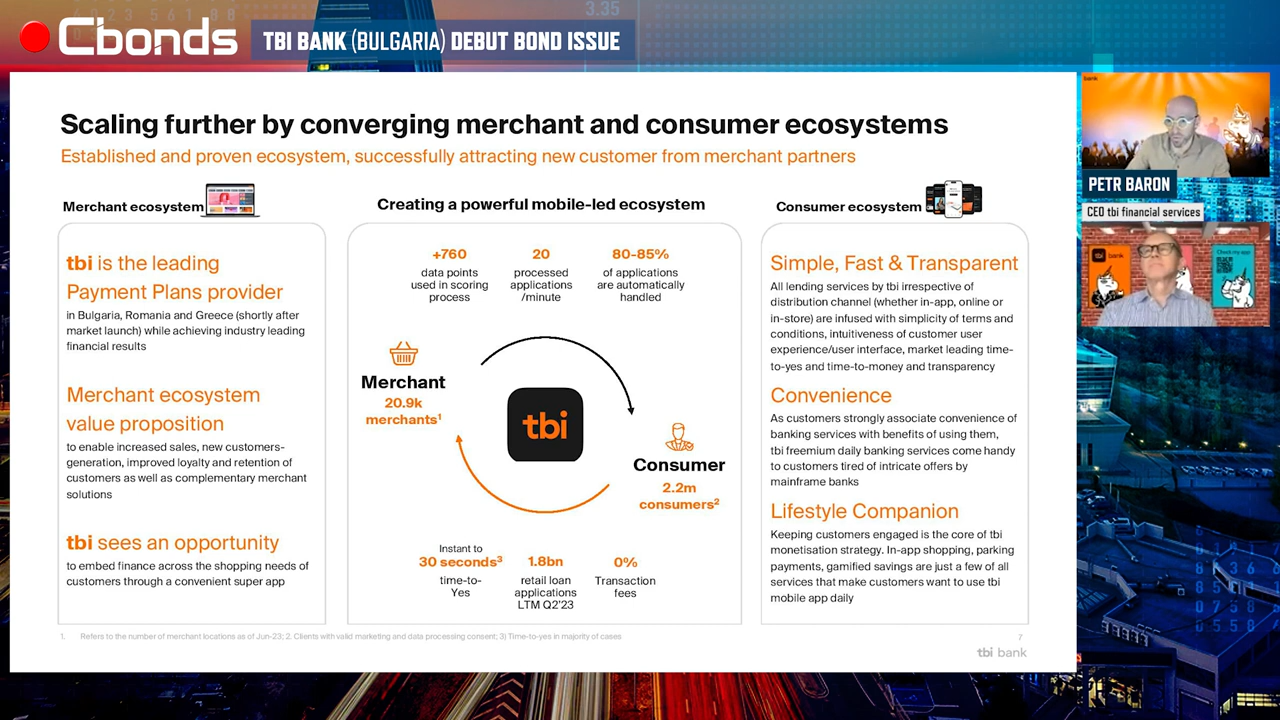 Cbonds
TBI BANK (BULGARIA) DEBUT BOND ISSUE
3.35
Scaling further by converging merchant and consumer ecosystems
Established and proven ecosystem, successfully attracting new customer from merchant partners
Merchant ecosystem
tbi is the leading
Payment Plans provider
in Bulgaria, Romania and Greece (shortly after
market launch) while achieving industry leading
financial results
Merchant ecosystem
value proposition
to enable increased sales, new customers-
generation, improved loyalty and retention of
customers as well as complementary merchant
solutions
tbi sees an opportunity
to embed finance across the shopping needs of
customers through a convenient super app
Creating a powerful mobile-led ecosystem
+760
data points
used in scoring
process
20
processed
applications
/minute
80-85%
of applications
are automatically
handled
Merchant
20.9k
merchants¹
tbi
Consumer
2.2m
consumers²
Instant to
30 seconds³
time-to-
Yes
1.8bn
retail loan
applications
LTM Q2'23
0%
Transaction
fees
Consumer ecosystem
Simple, Fast & Transparent
All lending services by tbi irrespective of
distribution channel (whether in-app, online or
in-store) are infused with simplicity of terms and
conditions, intuitiveness of customer user
experience/user interface, market leading time-
to-yes and time-to-money and transparency
Convenience
As customers strongly associate convenience of
banking services with benefits of using them,
tbi freemium daily banking services come handy
to customers tired of intricate offers by
mainframe banks
Lifestyle Companion
Keeping customers engaged is the core of tbi
monetisation strategy. In-app shopping, parking
payments, gamified savings are just a few of all
services that make customers want to use tbi
mobile app daily
1. Refers to the number of merchant locations as of Jun-23; 2. Clients with valid marketing and data processing consent; 3) Time-to-yes in majority of cases
7
tbi bank
bank
PETR BARON
CEO tbi financial services
tbi bank
Check my app